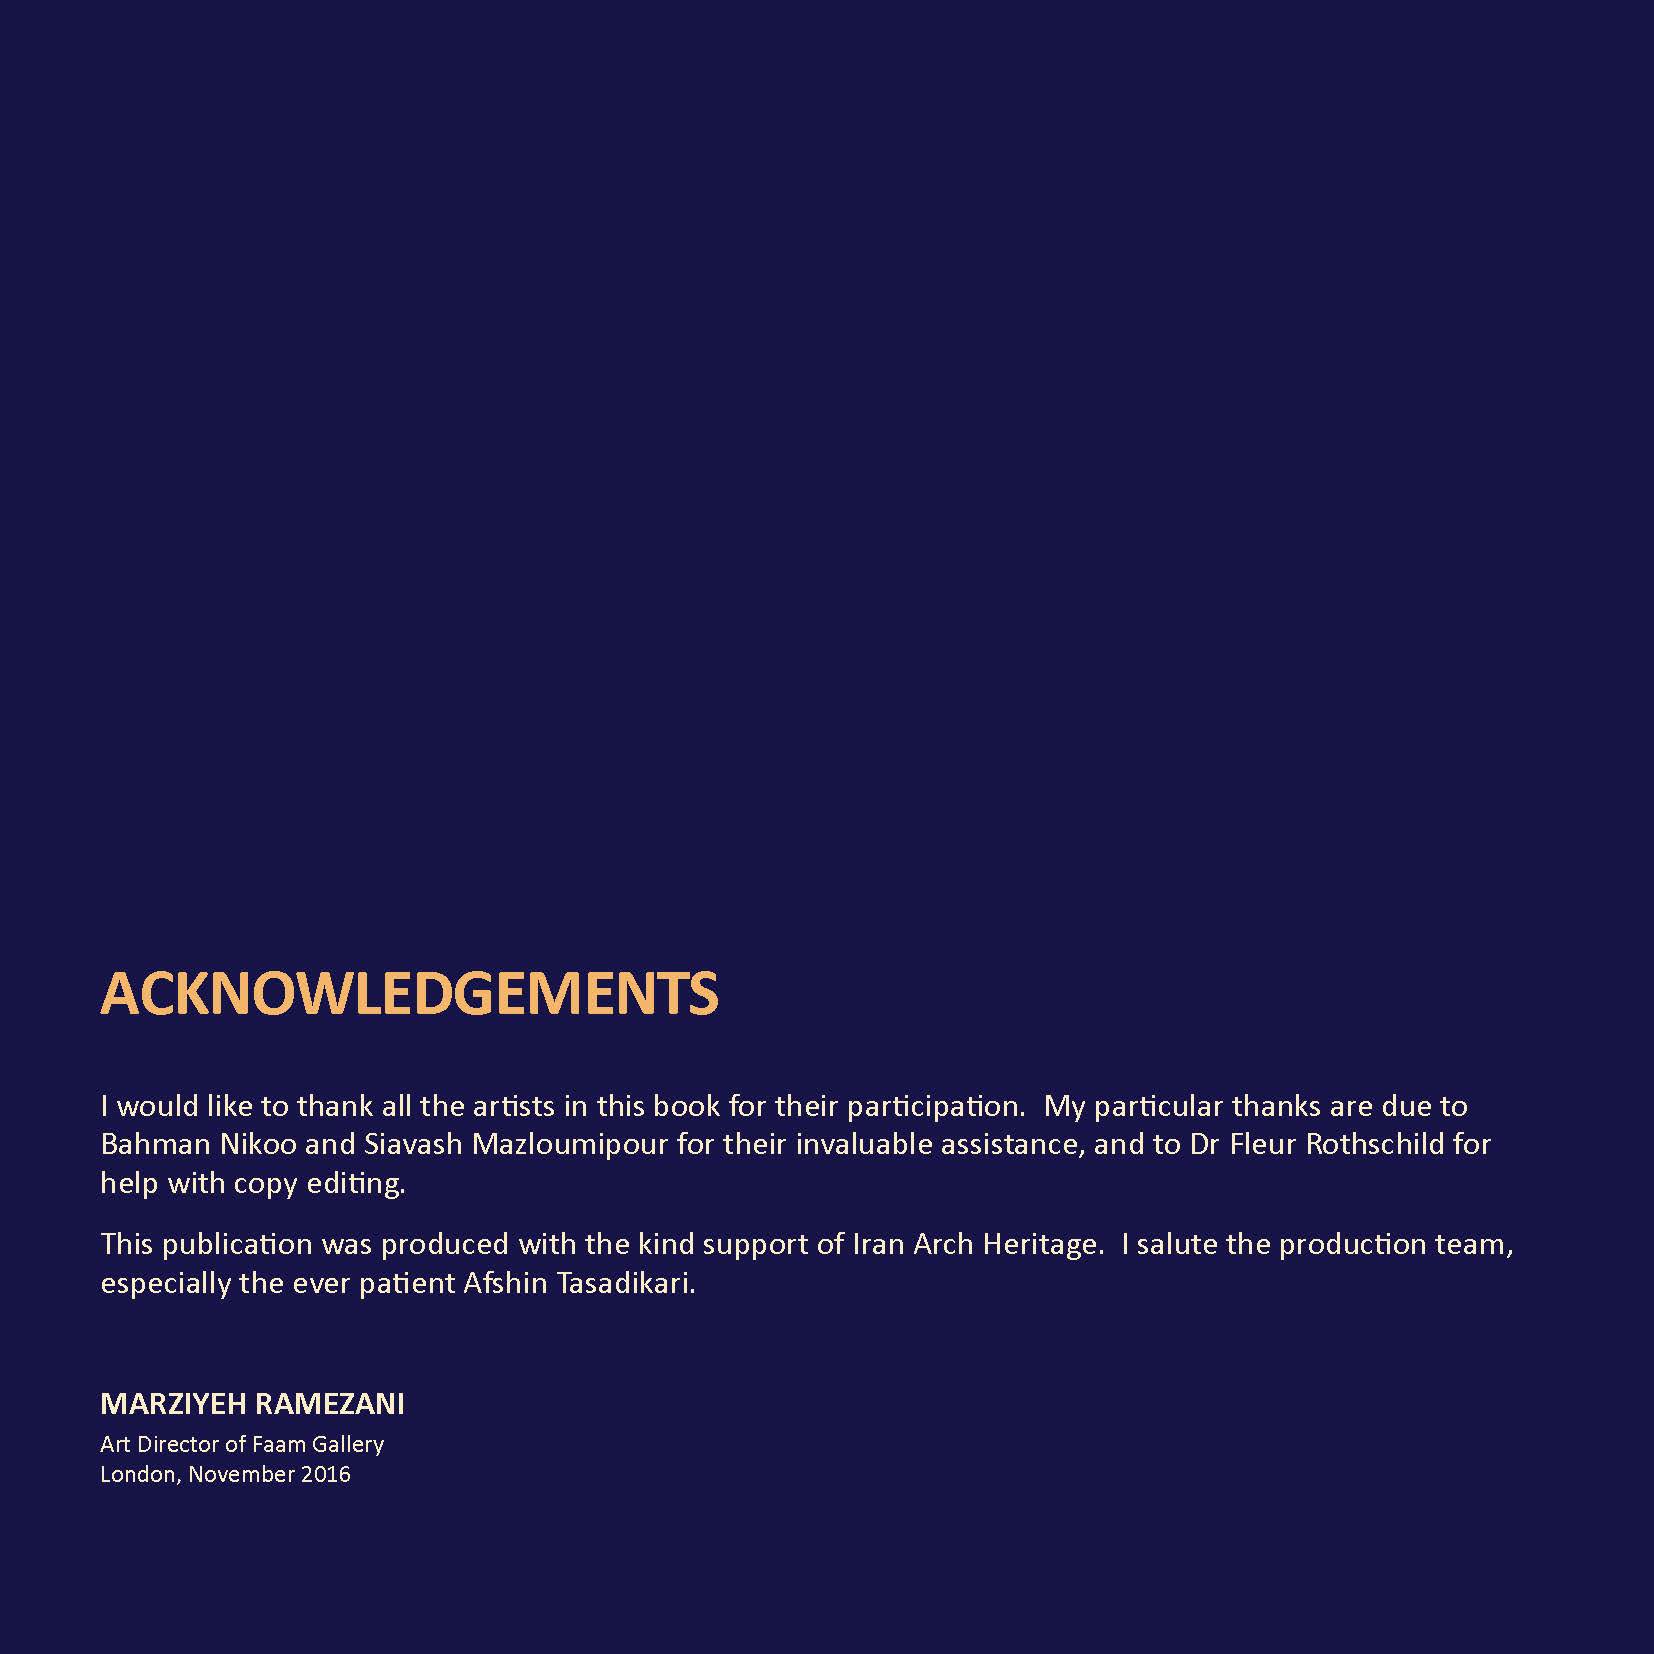 ACKNOWLEDGEMENTS
I would like to thank all the artists in this book for their participation.  My particular thanks are due to
Bahman Nikoo and Siavash Mazloumipour for their invaluable assistance, and to Dr Fleur Rothschild for
help with copy editing.
This publication was produced with the kind support of Iran Arch Heritage.  I salute the production team,
especially the ever patient Afshin Tasadikari.
MARZIYEH RAMEZANI
Art Director of Faam Gallery
London, November 2016